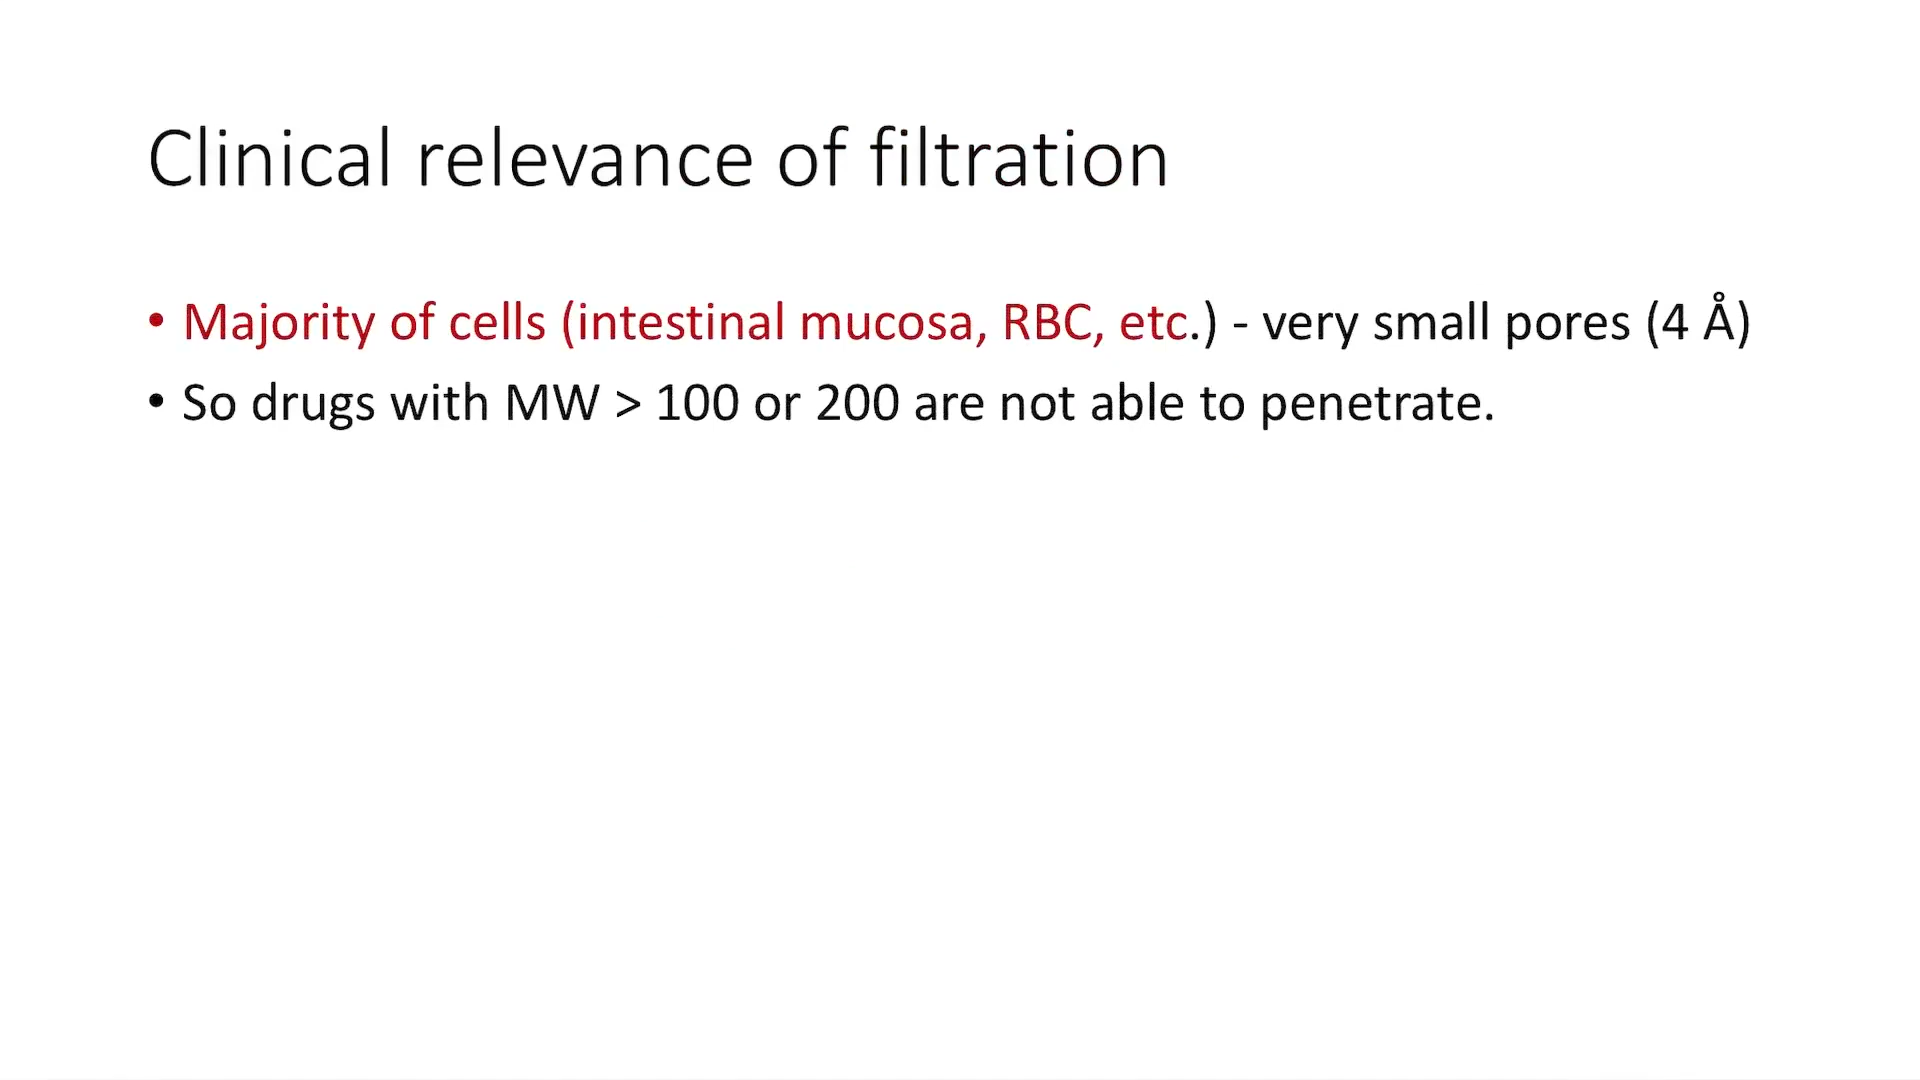 Clinical relevance of filtration
• Majority of cells (intestinal mucosa, RBC, etc.) - very small pores (4 Å)
• So drugs with MW > 100 or 200 are not able to penetrate.